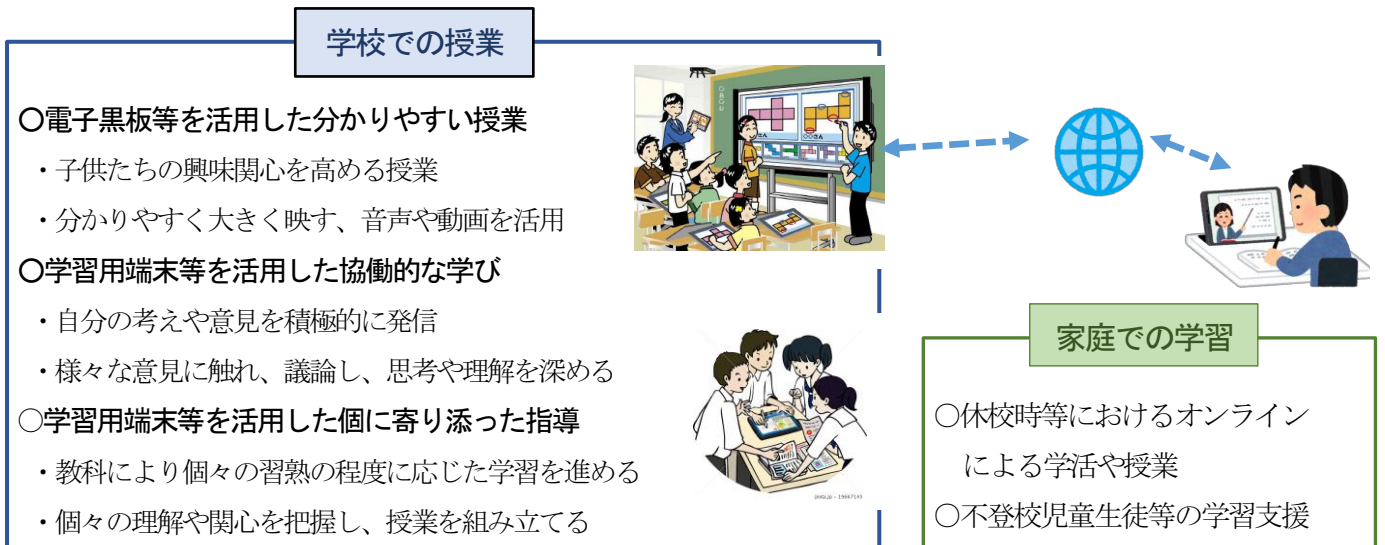 学校での授業
〇電子黒板等を活用した分かりやすい授業
・子供たちの興味関心を高める授業
・分かりやすく大きく映す、音声や動画を活用
〇学習用端末等を活用した協働的な学び
・自分の考えや意見を積極的に発信
・様々な意見に触れ、議論し、思考や理解を深める
○学習用端末等を活用した個に寄り添った指導
・教科により個々の習熟の程度に応じた学習を進める
・個々の理解や関心を把握し、授業を組み立てる
家庭での学習
○休校時等におけるオンライン
による学活や授業
○不登校児童生徒等の学習支援